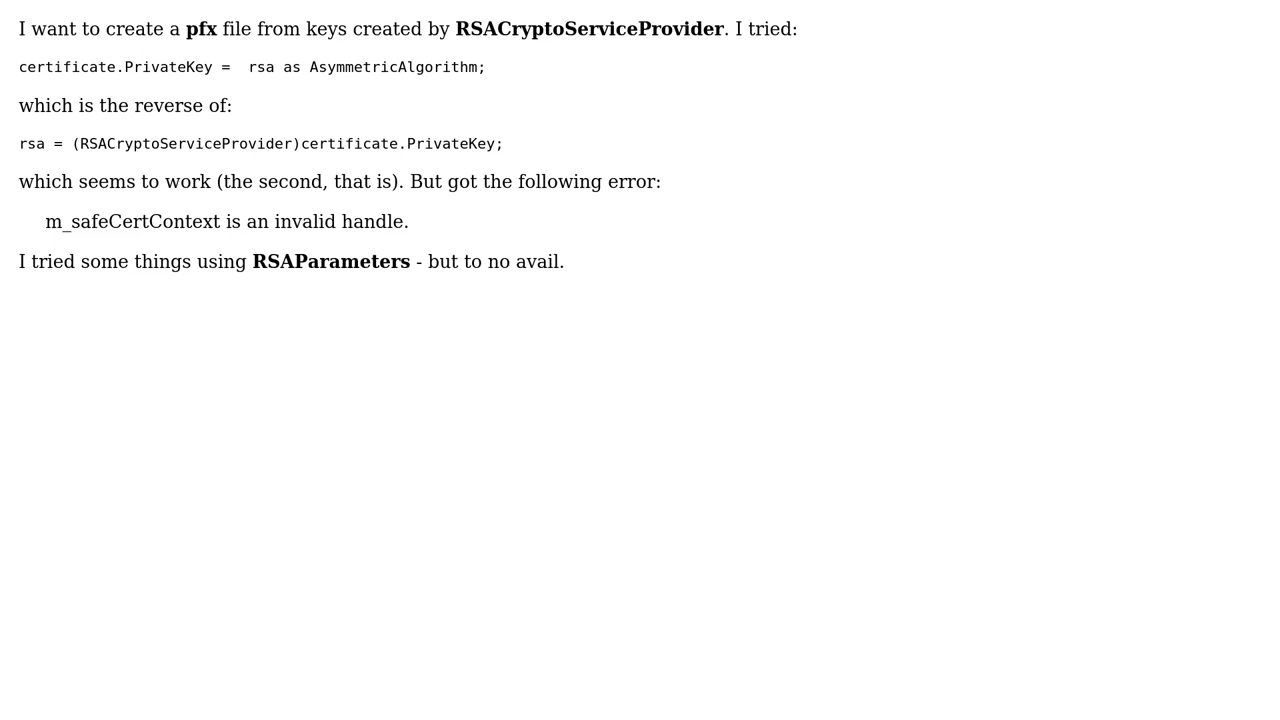 I want to create a pfx file from keys created by RSACryptoServiceProvider. I tried:
certificate.PrivateKey =  rsa as AsymmetricAlgorithm;
which is the reverse of:
rsa = (RSACryptoServiceProvider)certificate.PrivateKey;
which seems to work (the second, that is). But got the following error:
m_safeCertContext is an invalid handle.
I tried some things using RSAParameters - but to no avail.